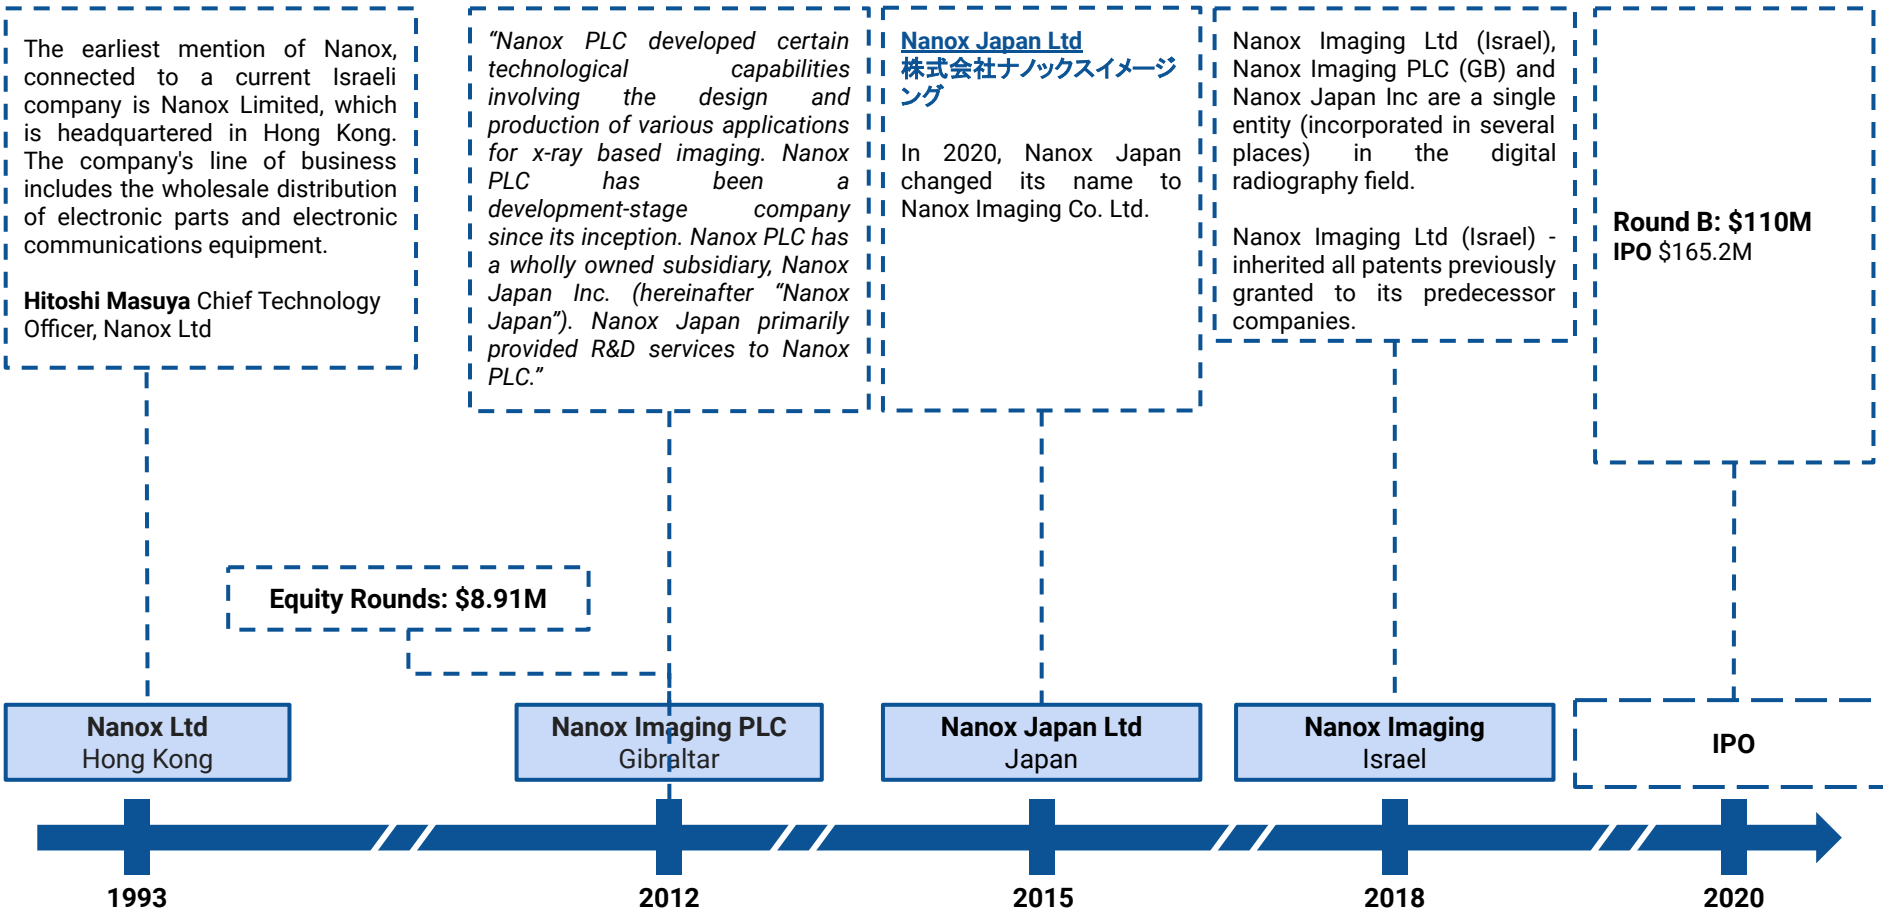 The earliest mention of Nanox,
connected to a current Israeli
company is Nanox Limited, which
is headquartered in Hong Kong.
The company's line of business
includes the wholesale distribution
of electronic parts and electronic
communications equipment.
Hitoshi Masuya Chief Technology
Officer, Nanox Ltd
“Nanox PLC developed certain
technological capabilities
involving the design and
production of various applications
for x-ray based imaging. Nanox
PLC has been a
development-stage company
since its inception. Nanox PLC has
a wholly owned subsidiary, Nanox
Japan Inc. (hereinafter “Nanox
Japan”). Nanox Japan primarily
provided R&D services to Nanox
PLC.”
Nanox Japan Ltd
株式会社ナノックスイメージ
ング
In 2020, Nanox Japan
changed its name to
Nanox Imaging Co. Ltd.
Nanox Imaging Ltd (Israel),
Nanox Imaging PLC (GB) and
Nanox Japan Inc are a single
entity (incorporated in several
places) in the digital
radiography field.
Nanox Imaging Ltd (Israel) -
inherited all patents previously
granted to its predecessor
companies.
Round B: $110M
IPO $165.2M
Equity Rounds: $8.91M
Nanox Ltd
Hong Kong
Nanox Imaging PLC
Gibraltar
Nanox Japan Ltd
Japan
Nanox Imaging
Israel
IPO
1993
2012
2015
2018
2020